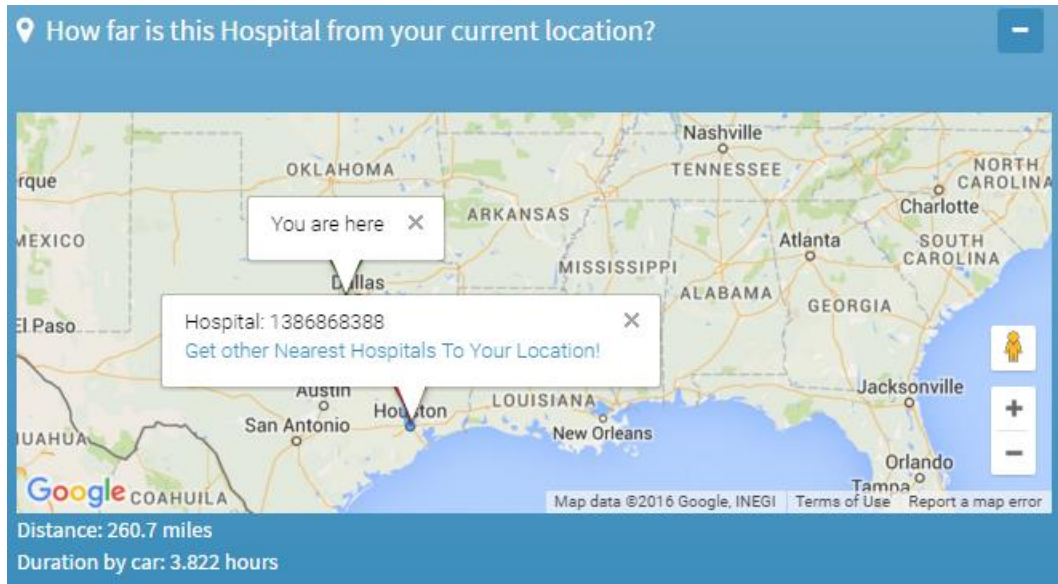 How far is this Hospital from your current location?
Nashville
OKLAHOMA
TENNESSEE
NORTH
CAROLINA
rque
Charlotte
You are here
ARKANSAS
MEXICO
Atlanta
SOUTH
CAROLINA
MISSISSIPPI
Dallas
ALABAMA
GEORGIA
Hospital: 1386868388
El Paso
Get other Nearest Hospitals To Your Location!
Austin
Jacksonville
Houston
LOUISIANA
San Antonio
New Orleans
IUAHUA
Orlando
Tampa
Google
COAHUILA
Map data ©2016 Google, INEGI
Terms of Use
Report a map error
Distance: 260.7 miles
Duration by car: 3.822 hours